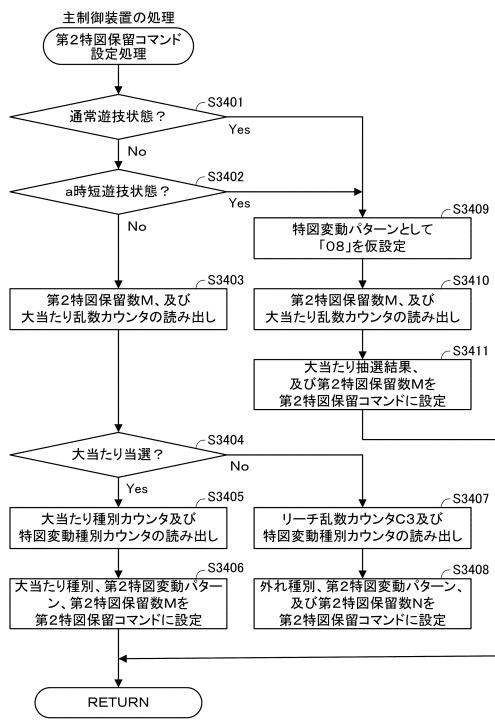 主制御装置の処理
第2特図保留コマンド
設定処理
S3401
通常遊技状態？
Yes
No
S3402
a時短遊技状態？
Yes
No
S3409
特図変動パターンとして
「08」を仮設定
S3403
第2特図保留数M、及び
大当たり乱数カウンタの読み出し
S3410
第2特図保留数M、及び
大当たり乱数カウンタの読み出し
S3411
大当たり抽選結果、
及び第2特図保留数Mを
第2特図保留コマンドに設定
S3404
大当たり当選？
No
Yes
S3405
大当たり種別カウンタ及び
特図変動種別カウンタの読み出し
S3407
リーチ乱数カウンタC3及び
特図変動種別カウンタの読み出し
S3406
大当たり種別、第2特図変動パター
ン、第2特図保留数Mを
第2特図保留コマンドに設定
S3408
外れ種別、第2特図変動パターン、
及び第2特図保留数Nを
第2特図保留コマンドに設定
RETURN